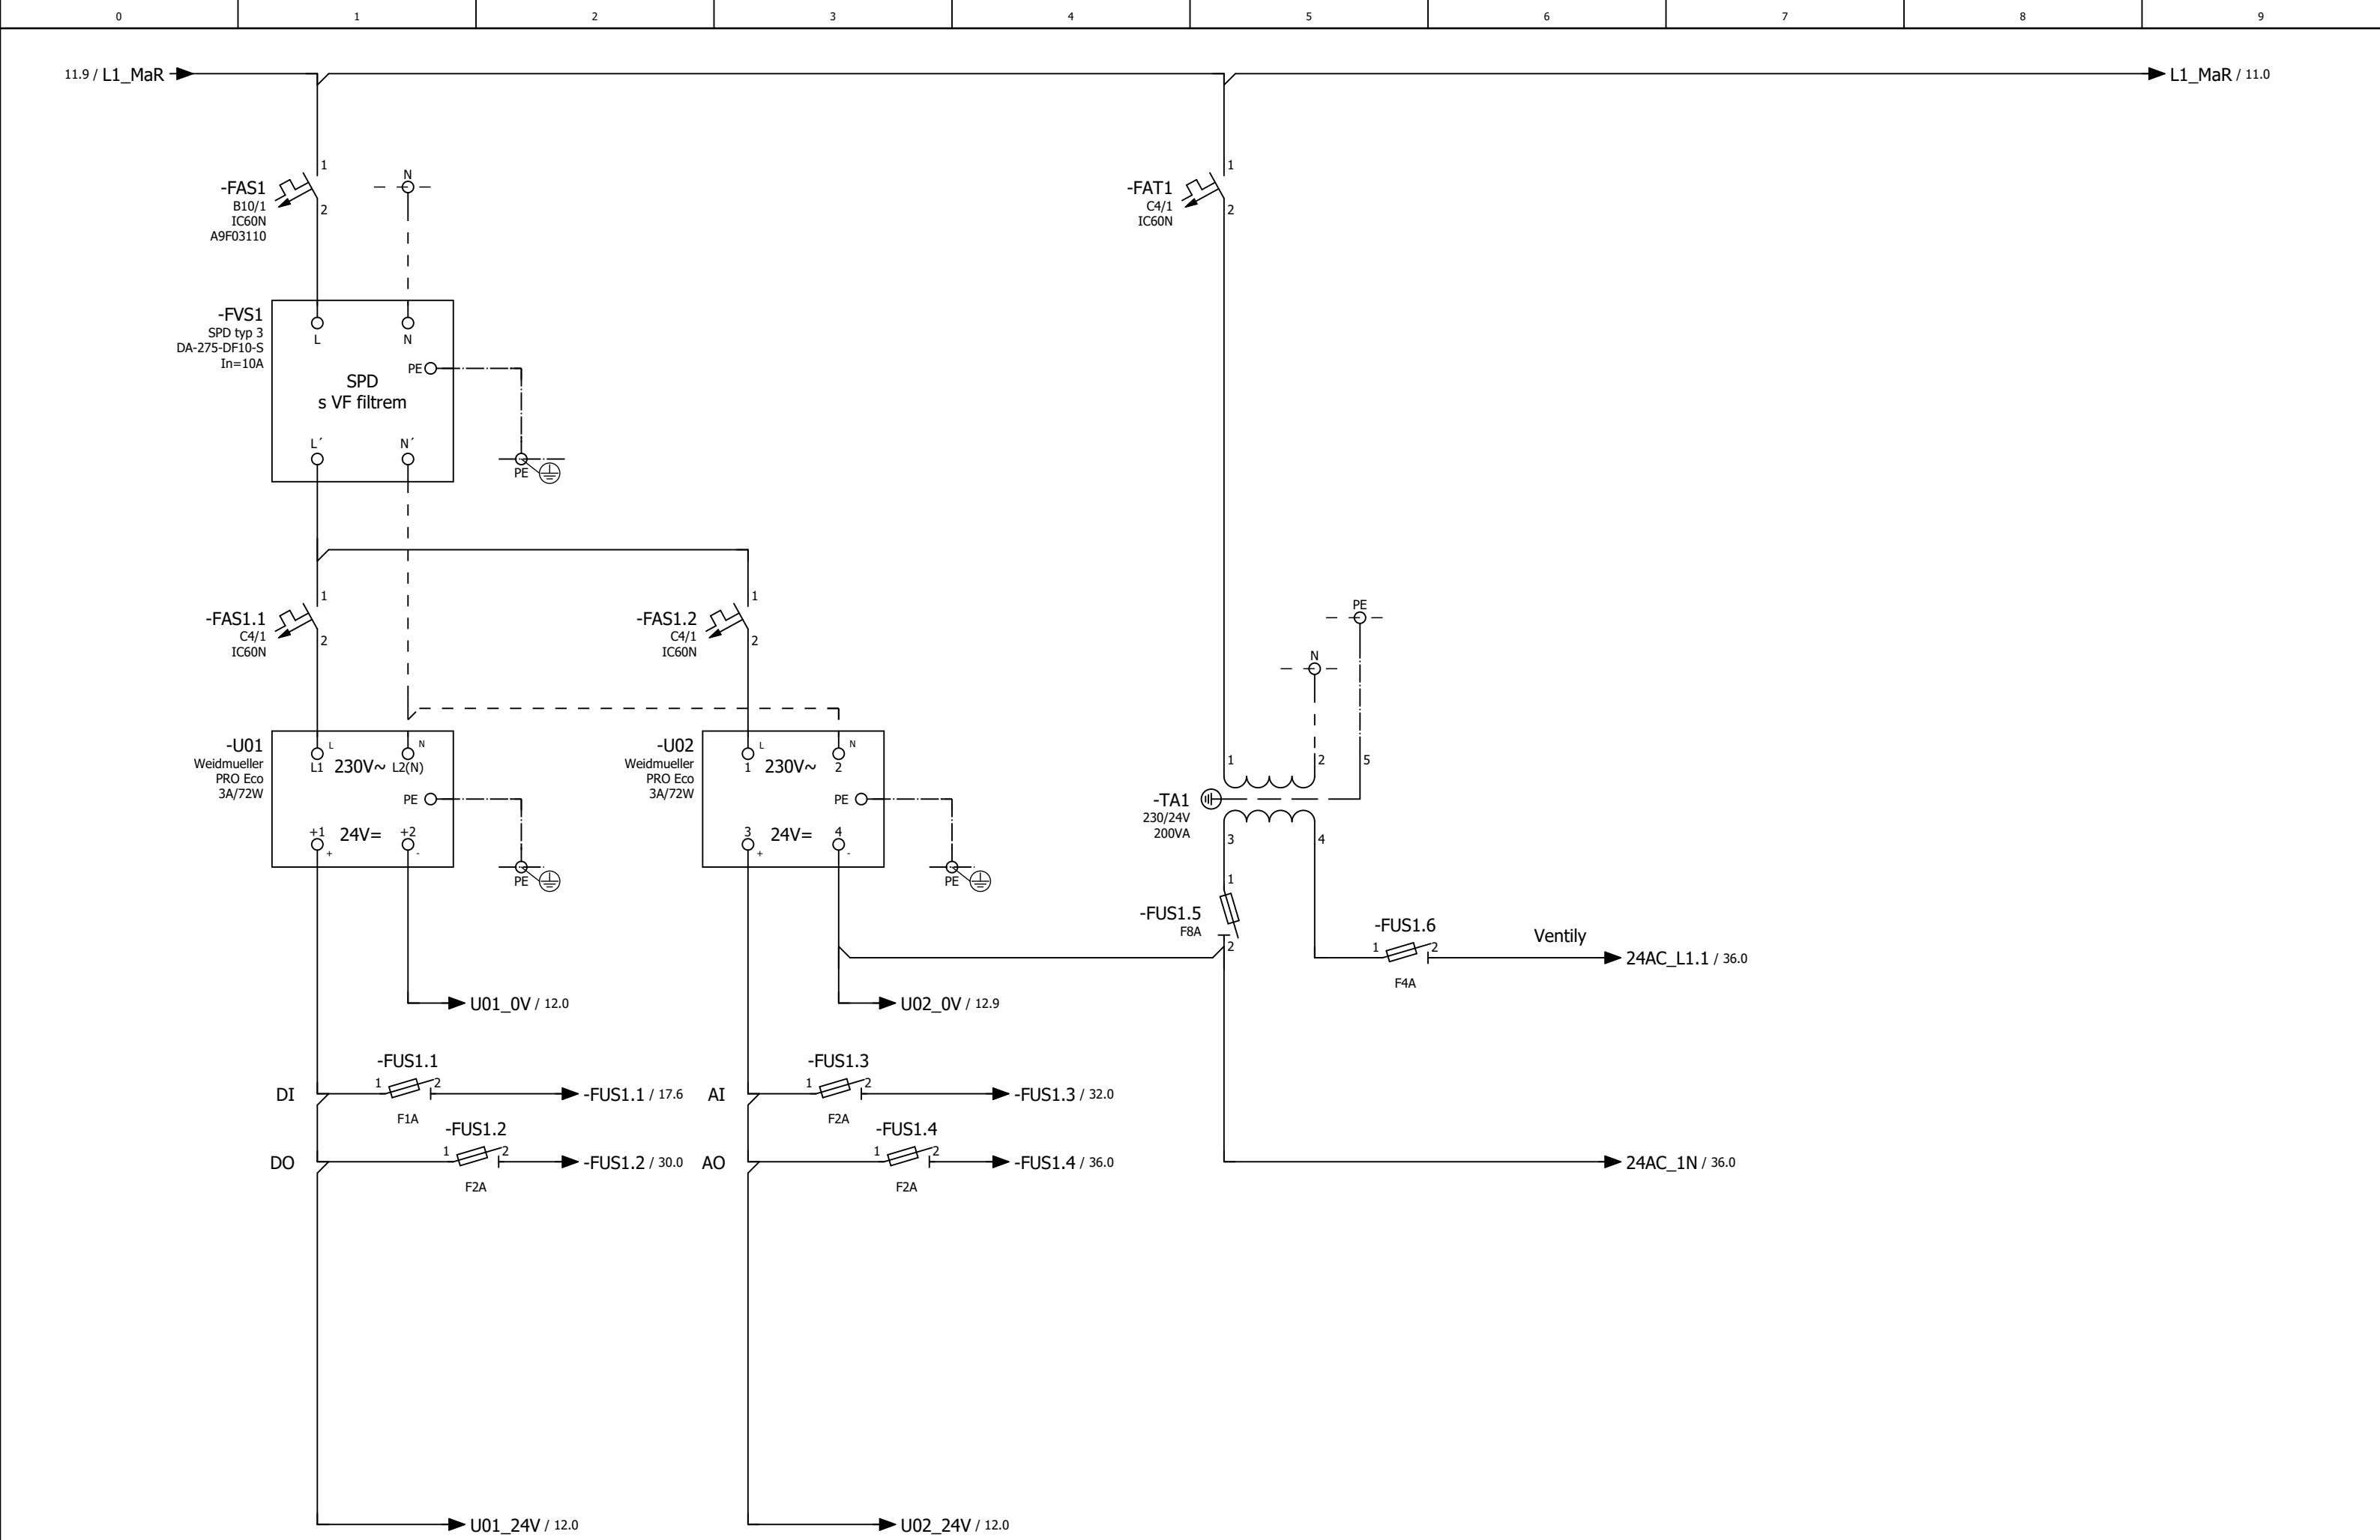 0 1 2 3 4 5 6 7 8 9
11.9 / L1_MaR
L1_MaR / 11.0
-FAS1
B10/1
IC60N
A9F03110
1
2
N
-FAT1
C4/1
IC60N
1
2
-FVS1
SPD typ 3
DA-275-DF10-S
In=10A
L
N
PE
SPD
s VF filtrem
L´
N´
PE
-FAS1.1
C4/1
IC60N
1
2
-FAS1.2
C4/1
IC60N
1
2
-U01
Weidmueller
PRO Eco
3A/72W
L
N
L1 230V~ L2(N)
PE
+1 24V= +2
+
-
PE
-U02
Weidmueller
PRO Eco
3A/72W
L
N
1 230V~ 2
PE
3 24V= 4
+
-
PE
PE
N
1
2
5
-TA1
230/24V
200VA
3
4
-FUS1.5
F8A
1
2
-FUS1.6
1
2
F4A
Ventily
24AC_L1.1 / 36.0
U01_0V / 12.0
U02_0V / 12.9
DI
-FUS1.1
1
2
F1A
-FUS1.1 / 17.6
AI
-FUS1.3
1
2
F2A
-FUS1.3 / 32.0
DO
-FUS1.2
1
2
F2A
-FUS1.2 / 30.0
AO
-FUS1.4
1
2
F2A
-FUS1.4 / 36.0
24AC_1N / 36.0
U01_24V / 12.0
U02_24V / 12.0